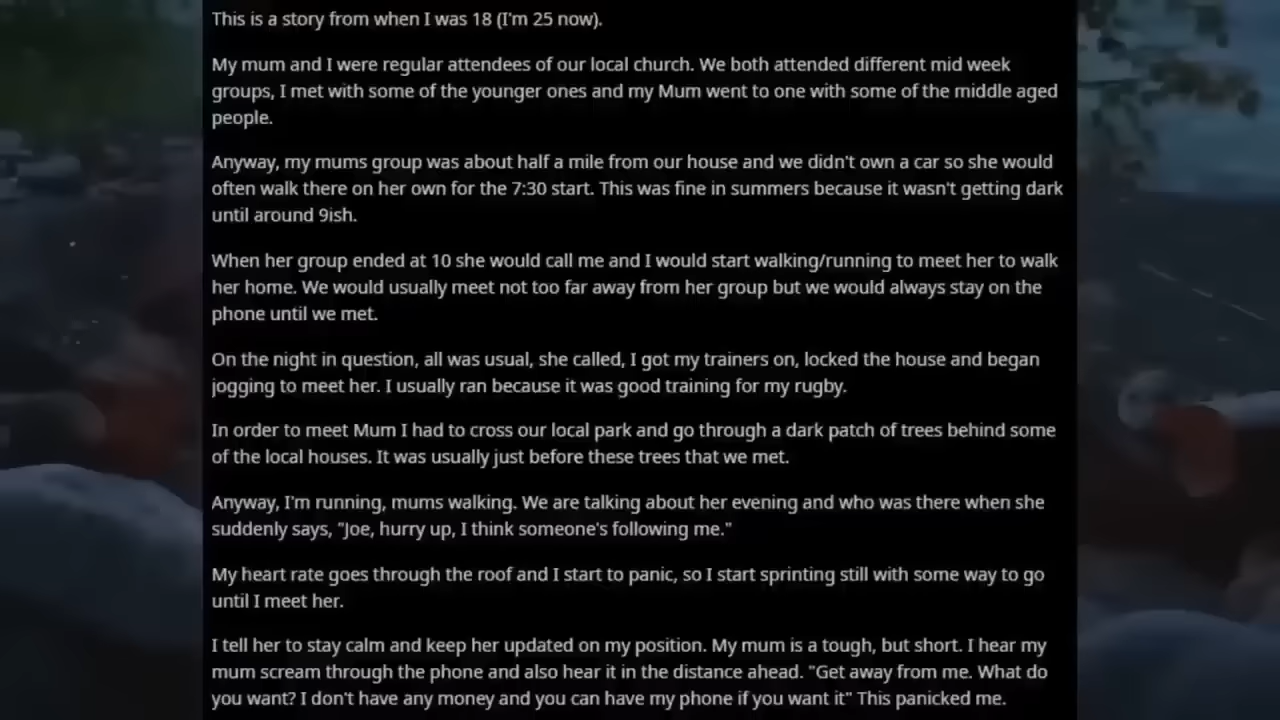 This is a story from when I was 18 (I'm 25 now).
My mum and I were regular attendees of our local church. We both attended different mid week
groups, I met with some of the younger ones and my Mum went to one with some of the middle aged
people.
Anyway, my mums group was about half a mile from our house and we didn't own a car so she would
often walk there on her own for the 7:30 start. This was fine in summers because it wasn't getting dark
until around 9ish.
When her group ended at 10 she would call me and I would start walking/running to meet her to walk
her home. We would usually meet not too far away from her group but we would always stay on the
phone until we met.
On the night in question, all was usual, she called, I got my trainers on, locked the house and began
jogging to meet her. I usually ran because it was good training for my rugby.
In order to meet Mum I had to cross our local park and go through a dark patch of trees behind some
of the local houses. It was usually just before these trees that we met.
Anyway, I'm running, mums walking. We are talking about her evening and who was there when she
suddenly says, "Joe, hurry up, I think someone's following me."
My heart rate goes through the roof and I start to panic, so I start sprinting still with some way to go
until I meet her.
I tell her to stay calm and keep her updated on my position. My mum is a tough, but short. I hear my
mum scream through the phone and also hear it in the distance ahead. "Get away from me. What do
you want? I don't have any money and you can have my phone if you want it" This panicked me.